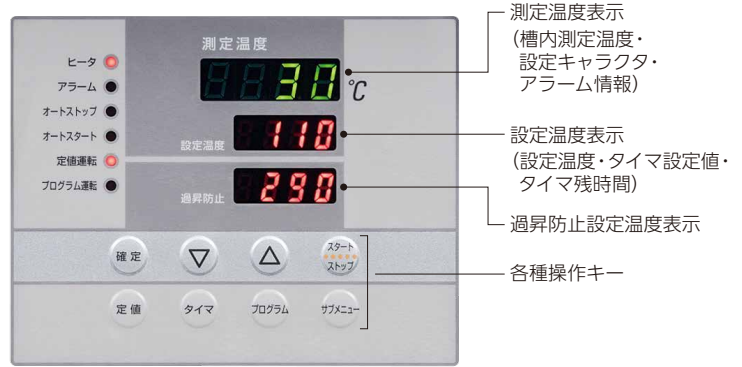 測定温度
ヒータ
アラーム
オートストップ
オートスタート
定値運転
プログラム運転
30
℃
設定温度
110
過昇防止
290
確定
▽
△
スタート
ストップ
定値
タイマ
プログラム
サブメニュー
測定温度表示
(槽内測定温度・
設定キャラクタ・
アラーム情報)
設定温度表示
(設定温度・タイマ設定値・
タイマ残時間)
過昇防止設定温度表示
各種操作キー